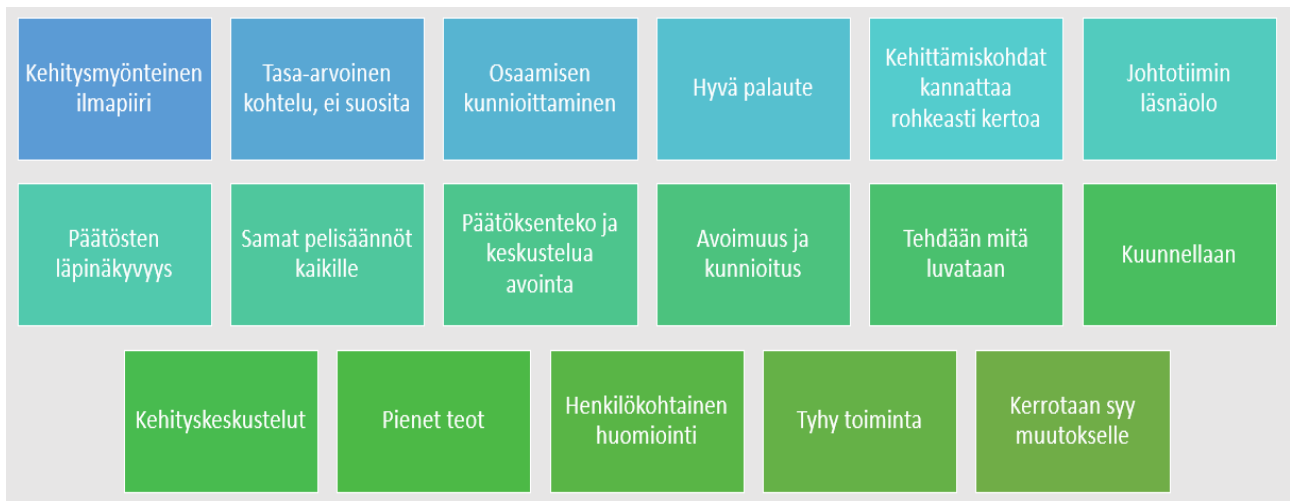 Kehitysmyönteinen
ilmapiiri
Tasa-arvoinen
kohtelu, ei suosita
Osaamisen
kunnioittaminen
Hyvä palaute
Kehittämiskohdat
kannattaa
rohkeasti kertoa
Johtotiimin
läsnäolo
Päätösten
läpinäkyvyys
Samat pelisäännöt
kaikille
Päätöksenteko ja
keskustelua
avointa
Avoimuus ja
kunnioitus
Tehdään mitä
luvataan
Kuunnellaan
Kehityskeskustelut
Pienet teot
Henkilökohtainen
huomiointi
Tyhy toiminta
Kerrotaan syy
muutokselle